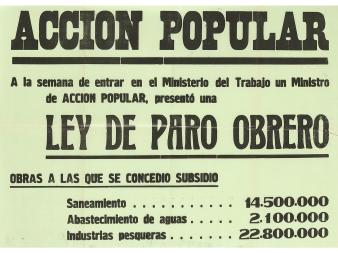 ACCION POPULAR
A la semana de entrar en el Ministerio del Trabajo un Ministro
de ACCION POPULAR, presentó una
LEY DE PARO OBRERO
OBRAS A LAS QUE SE CONCEDIO SUBSIDIO
Saneamiento . . . . . . . . . . . 14.500.000
Abastecimiento de aguas . . . . . 2.100.000
Industrias pesqueras . . . . . . 22.800.000